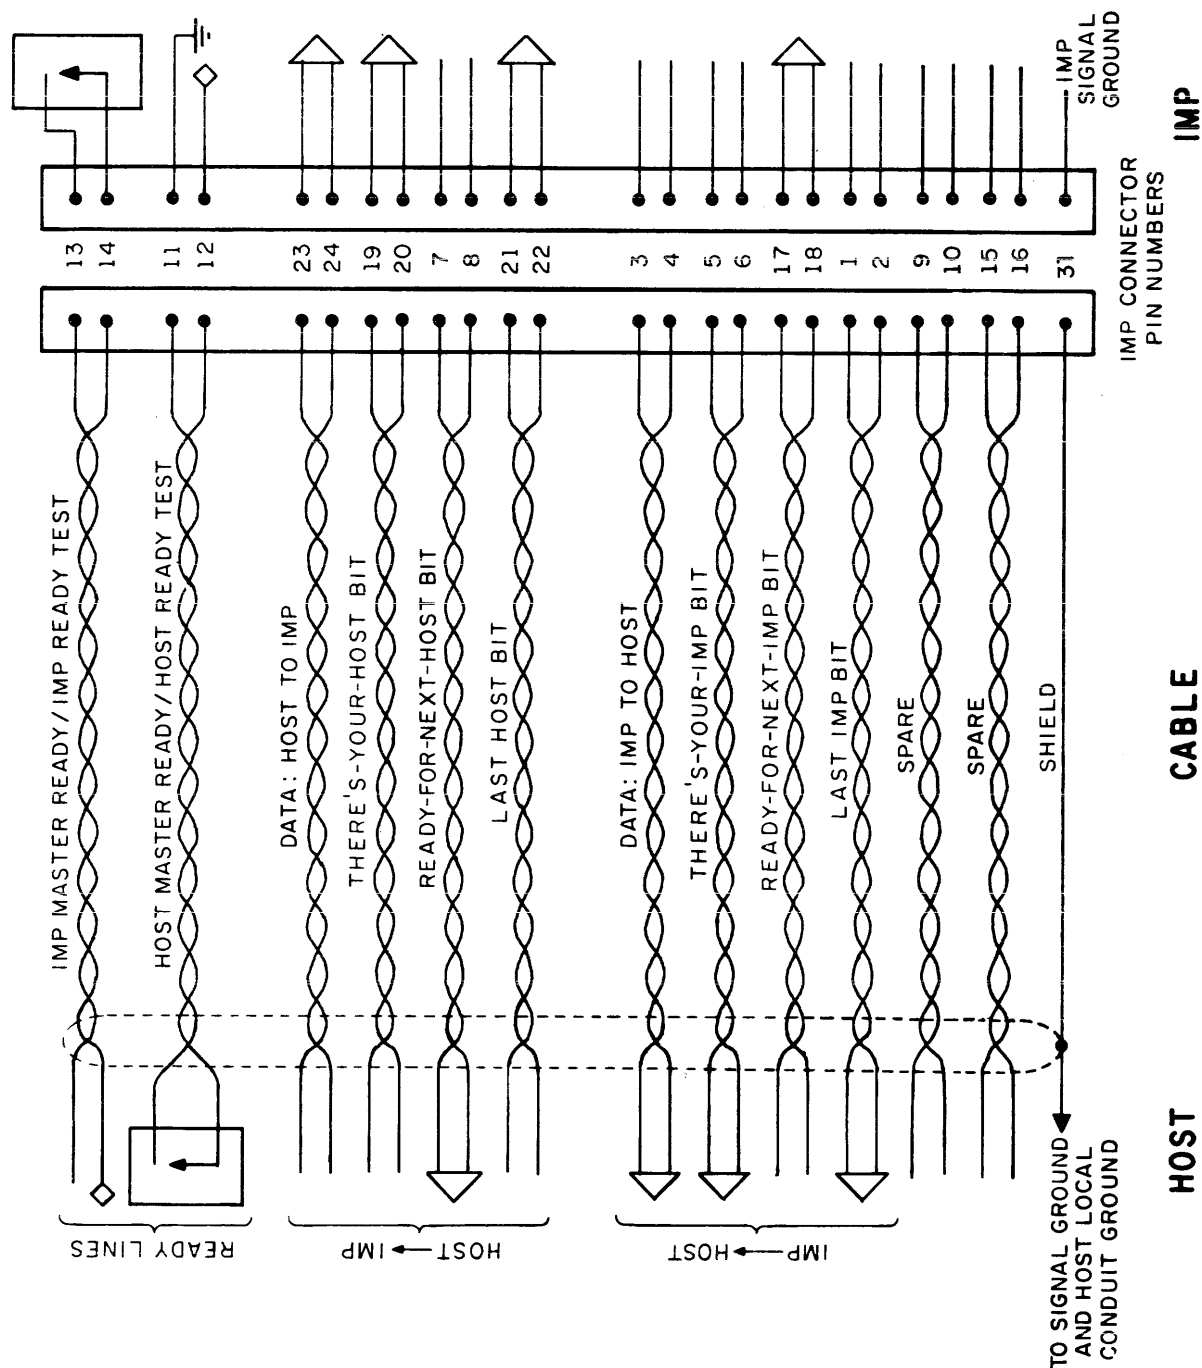 READY LINES
HOST→IMP
IMP→HOST
TO SIGNAL GROUND
AND HOST LOCAL
CONDUIT GROUND
HOST
IMP MASTER READY/IMP READY TEST
HOST MASTER READY/HOST READY TEST
DATA: HOST TO IMP
THERE'S-YOUR-HOST BIT
READY-FOR-NEXT-HOST BIT
LAST HOST BIT
DATA: IMP TO HOST
THERE'S-YOUR-IMP BIT
READY-FOR-NEXT-IMP BIT
LAST IMP BIT
SPARE
SPARE
SHIELD
CABLE
13
14
11
12
23
24
19
20
7
8
21
22
3
4
5
6
17
18
1
2
9
10
15
16
31
IMP CONNECTOR
PIN NUMBERS
IMP
SIGNAL
GROUND
IMP